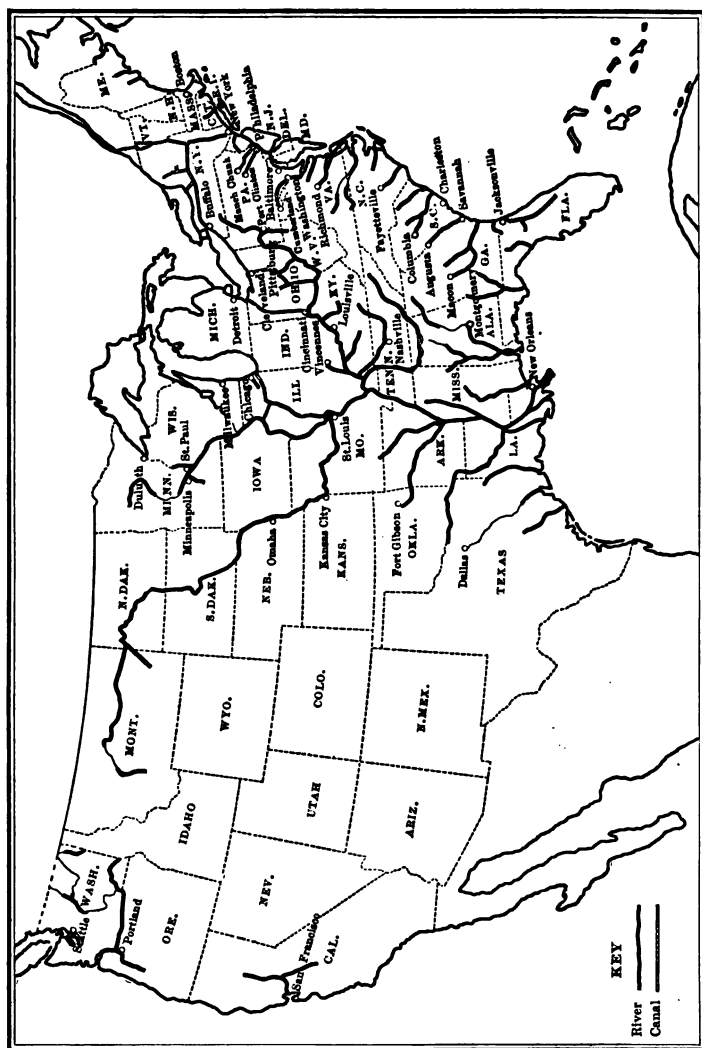 WASH.
Seattle
Portland
ORE.
IDAHO
MONT.
N. DAK.
S. DAK.
WYO.
NEB.
Omaha
NEV.
UTAH
COLO.
KANS.
Kansas City
San Francisco
CAL.
ARIZ.
N. MEX.
OKLA.
Fort Gibson
TEXAS
Dallas
Duluth
MINN.
Minneapolis
St. Paul
WIS.
Milwaukee
IOWA
Chicago
ILL
MO.
St. Louis
ARK.
LA.
New Orleans
MISS.
MICH.
Detroit
IND.
OHIO
Cleveland
Cincinnati
Vincennes
Louisville
KY.
TENN.
Nashville
ALA.
Montgomery
GA.
Macon
Augusta
Savannah
FLA.
Jacksonville
S.C.
Columbia
Charleston
N.C.
Fayetteville
VA.
Richmond
W. V.
Washington
Cumberland
Baltimore
Port Clinton
Mauch Chunk
PA.
Pittsburg
Buffalo
N.Y.
New York
Philadelphia
N.J.
DEL.
MD.
VT.
N.H.
MASS
Boston
ME.
KEY
River
Canal